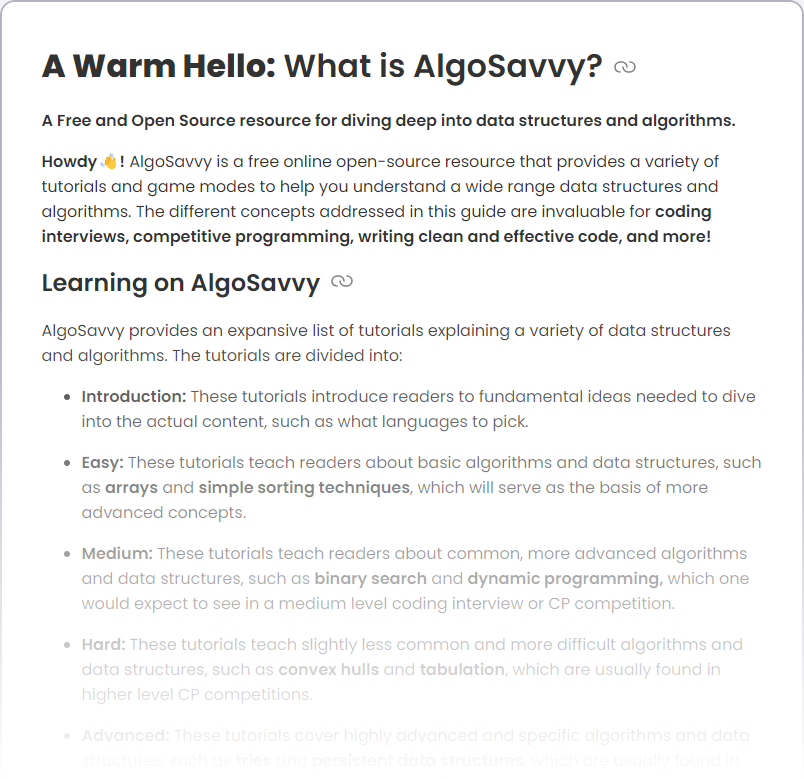 A Warm Hello: What is AlgoSavvy?
A Free and Open Source resource for diving deep into data structures and algorithms.
Howdy 👋! AlgoSavvy is a free online open-source resource that provides a variety of
tutorials and game modes to help you understand a wide range data structures and
algorithms. The different concepts addressed in this guide are invaluable for coding
interviews, competitive programming, writing clean and effective code, and more!
Learning on AlgoSavvy
AlgoSavvy provides an expansive list of tutorials explaining a variety of data structures
and algorithms. The tutorials are divided into:
• Introduction: These tutorials introduce readers to fundamental ideas needed to dive
into the actual content, such as what languages to pick.
• Easy: These tutorials teach readers about basic algorithms and data structures, such
as arrays and simple sorting techniques, which will serve as the basis of more
advanced concepts.
• Medium: These tutorials teach readers about common, more advanced algorithms
and data structures, such as binary search and dynamic programming, which one
would expect to see in a medium level coding interview or CP competition.
• Hard: These tutorials teach slightly less common and more difficult algorithms and
data structures, such as convex hulls and tabulation, which are usually found in
higher level CP competitions.
• Advanced: These tutorials cover highly advanced and specific algorithms and data
structures, such as tries and persistent data structures, which are usually found in